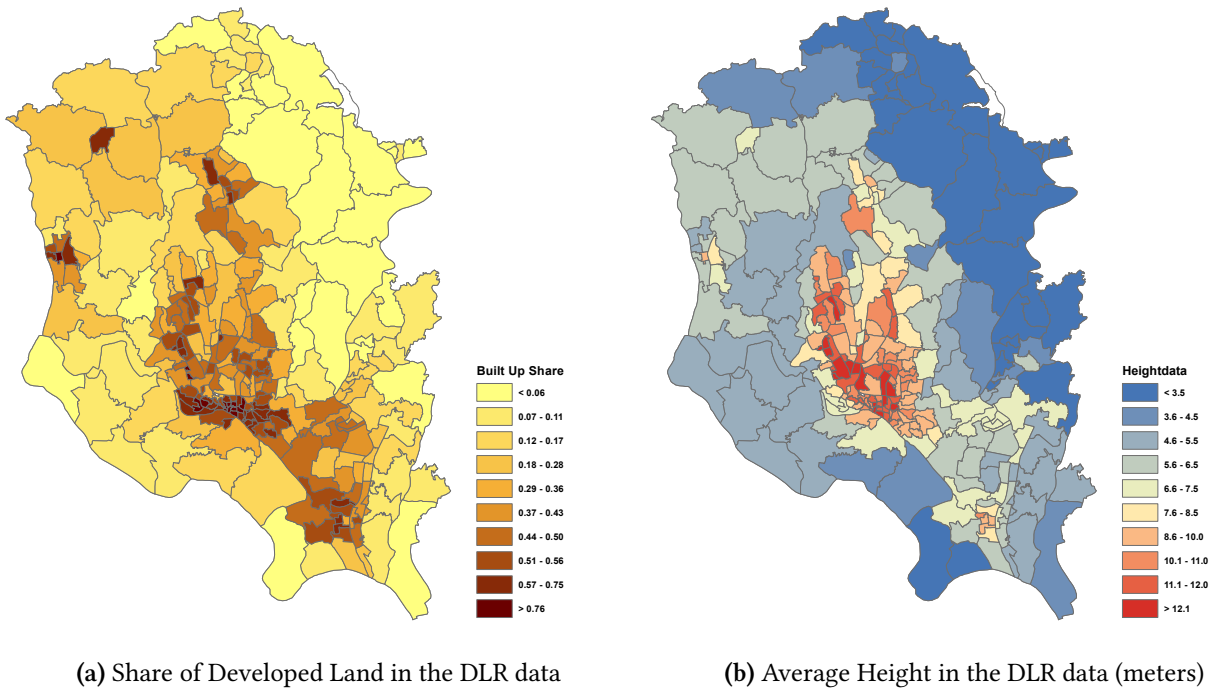 Built Up Share
< 0.06
0.07 - 0.11
0.12 - 0.17
0.18 - 0.28
0.29 - 0.36
0.37 - 0.43
0.44 - 0.50
0.51 - 0.56
0.57 - 0.75
> 0.76
(a) Share of Developed Land in the DLR data
Heightdata
< 3.5
3.6 - 4.5
4.6 - 5.5
5.6 - 6.5
6.6 - 7.5
7.6 - 8.5
8.6 - 10.0
10.1 - 11.0
11.1 - 12.0
> 12.1
(b) Average Height in the DLR data (meters)